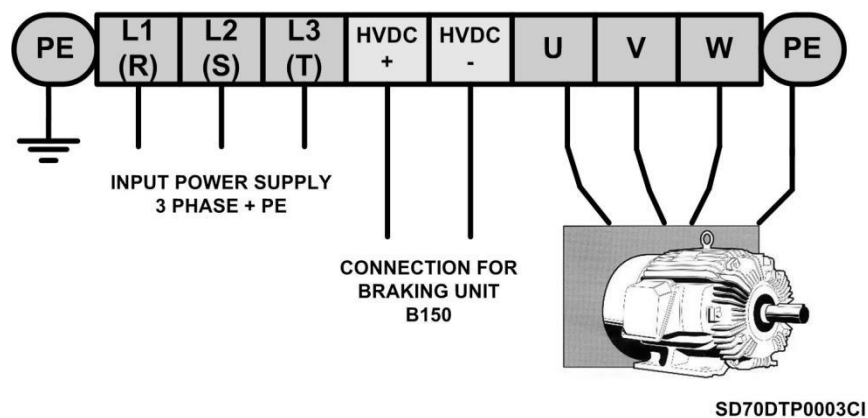 PE
L1
(R)
L2
(S)
L3
(T)
HVDC
+
HVDC
-
U
V
W
PE
INPUT POWER SUPPLY
3 PHASE + PE
CONNECTION FOR
BRAKING UNIT
B150
SD70DTP0003CI